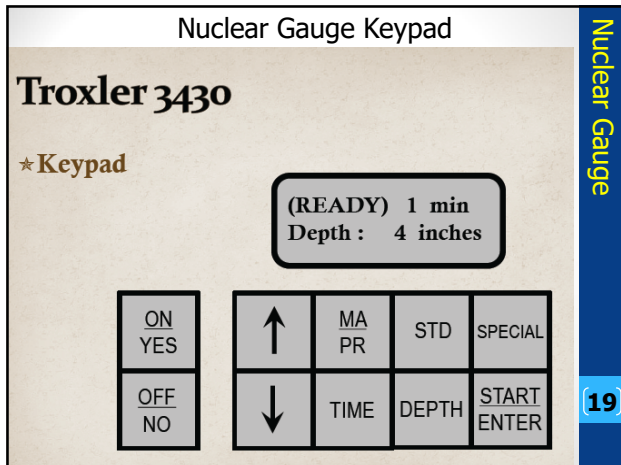 Nuclear Gauge Keypad
Nuclear Gauge
Troxler 3430
✶Keypad
(READY) 1 min
Depth : 4 inches
ON
YES
↑
MA
PR
STD
SPECIAL
OFF
NO
↓
TIME
DEPTH
START
ENTER
19